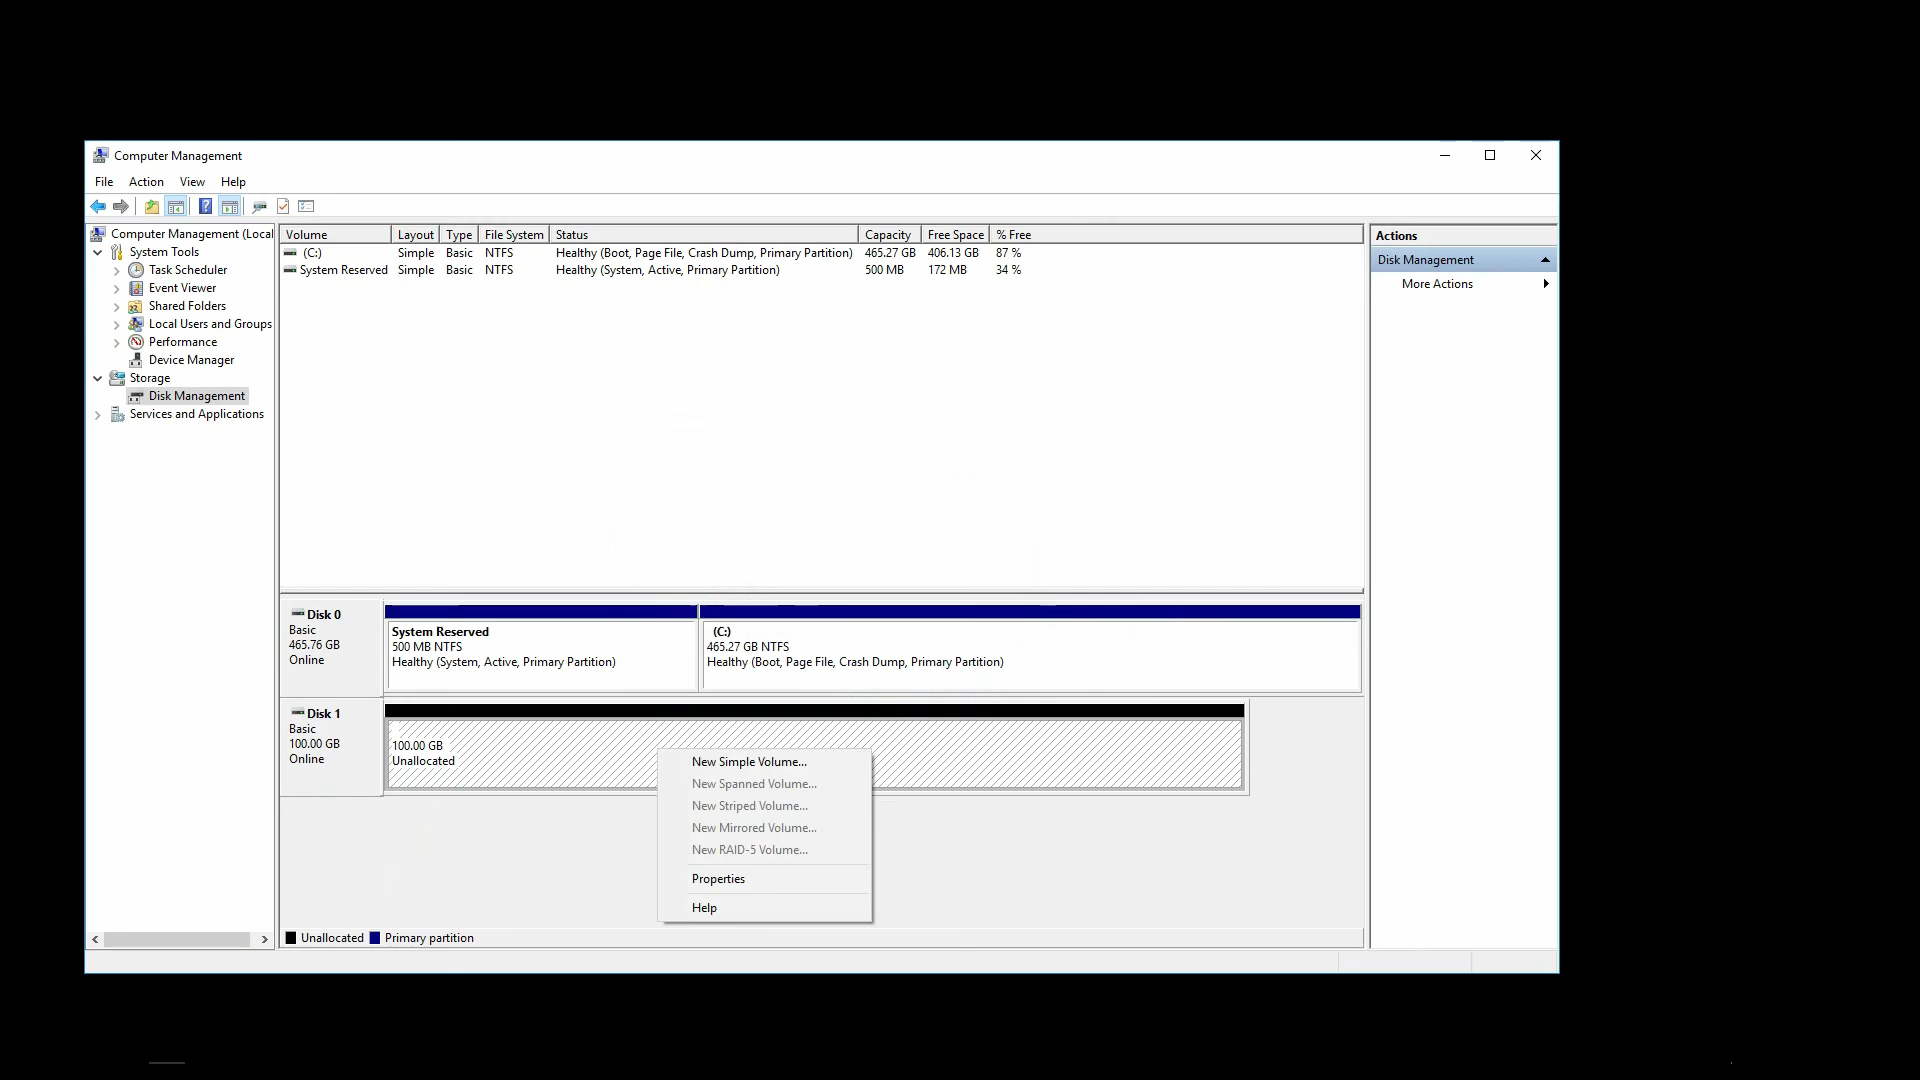 Computer Management
File Action View Help
Computer Management (Local
System Tools
Task Scheduler
Event Viewer
Shared Folders
Local Users and Groups
Performance
Device Manager
Storage
Disk Management
Services and Applications
Volume Layout Type File System Status Capacity Free Space % Free
(C:) Simple Basic NTFS Healthy (Boot, Page File, Crash Dump, Primary Partition) 465.27 GB 406.13 GB 87 %
System Reserved Simple Basic NTFS Healthy (System, Active, Primary Partition) 500 MB 172 MB 34 %
Disk 0
Basic
465.76 GB
Online
System Reserved
500 MB NTFS
Healthy (System, Active, Primary Partition)
(C:)
465.27 GB NTFS
Healthy (Boot, Page File, Crash Dump, Primary Partition)
Disk 1
Basic
100.00 GB
Online
100.00 GB
Unallocated
New Simple Volume...
New Spanned Volume...
New Striped Volume...
New Mirrored Volume...
New RAID-5 Volume...
Properties
Help
Unallocated Primary partition
Actions
Disk Management
More Actions